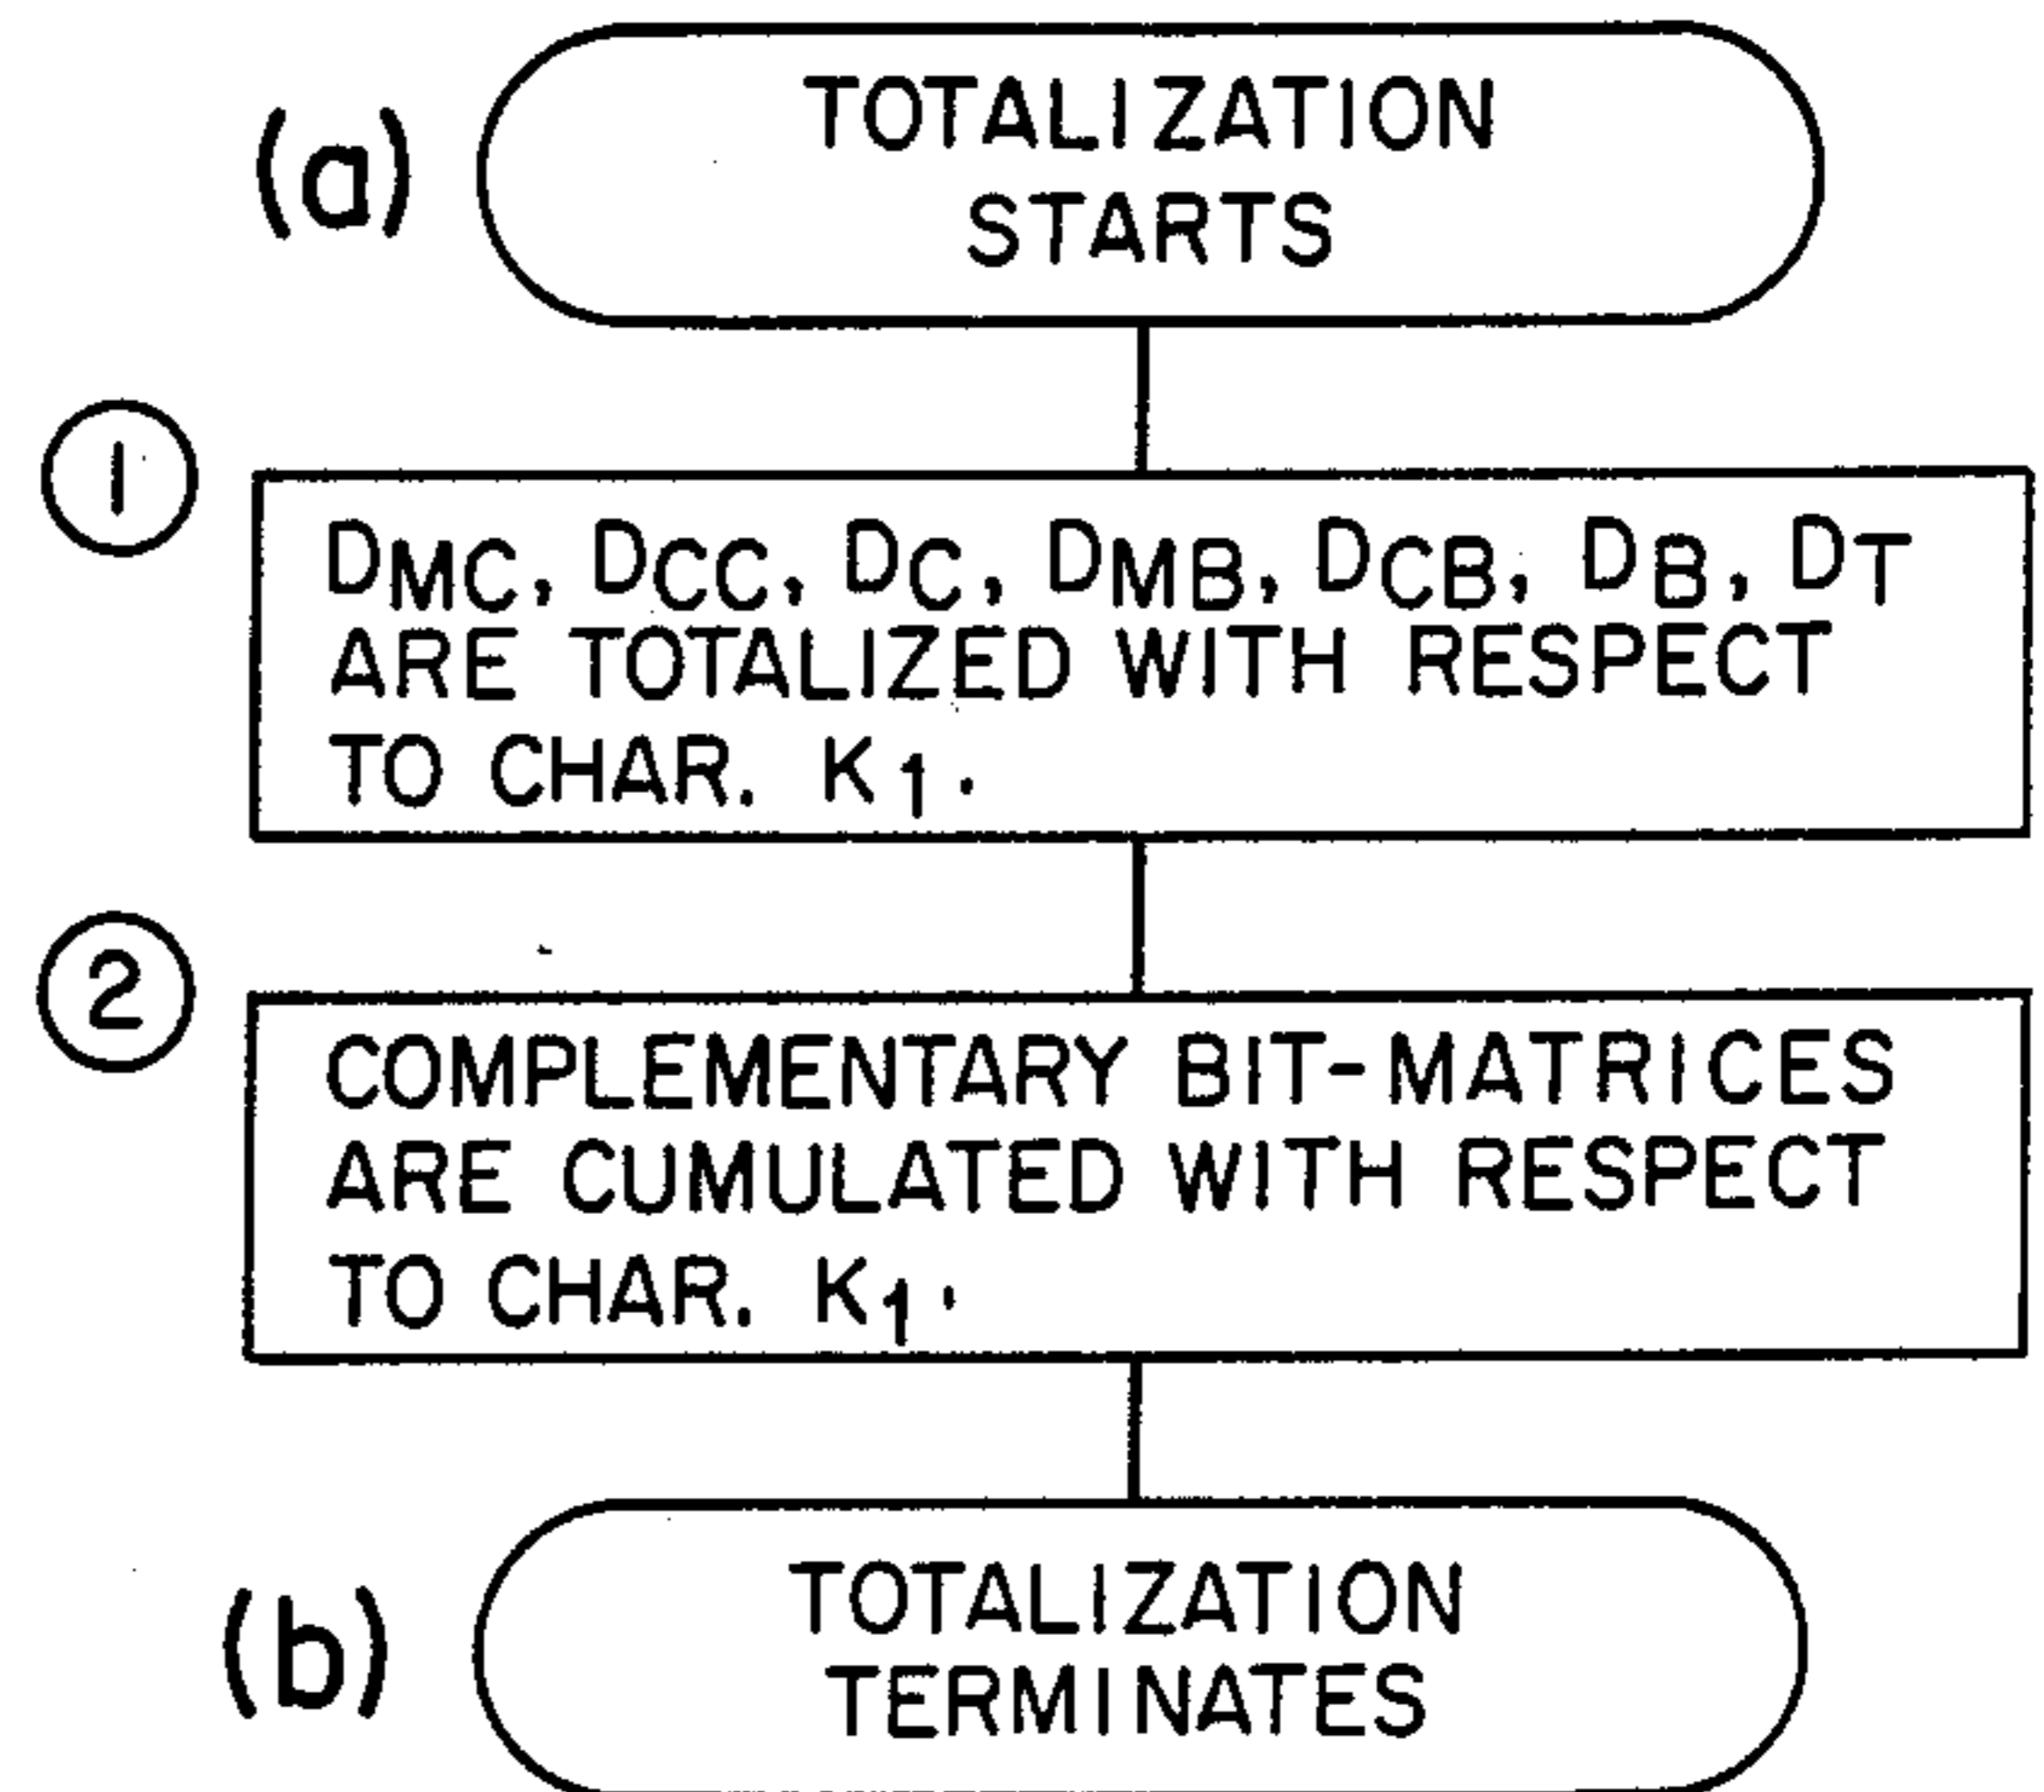 (a)
TOTALIZATION
STARTS
①
DMC, DCC, DC, DMB, DCB, DB, DT
ARE TOTALIZED WITH RESPECT
TO CHAR. K1.
②
COMPLEMENTARY BIT-MATRICES
ARE CUMULATED WITH RESPECT
TO CHAR. K1.
(b)
TOTALIZATION
TERMINATES